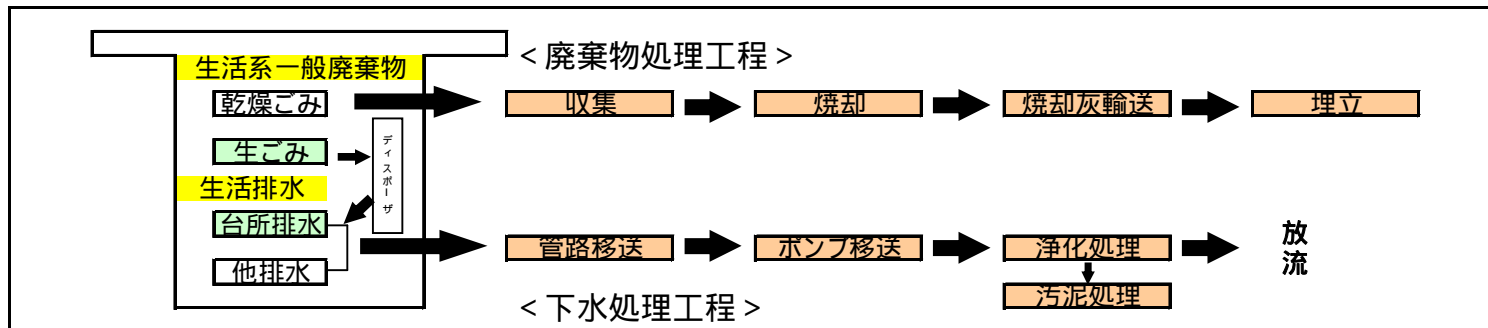 生活系一般廃棄物
乾燥ごみ
生ごみ
ディスポーザ
生活排水
台所排水
他排水
<廃棄物処理工程>
収集
焼却
焼却灰輸送
埋立
管路移送
ポンプ移送
浄化処理
放流
汚泥処理
<下水処理工程>